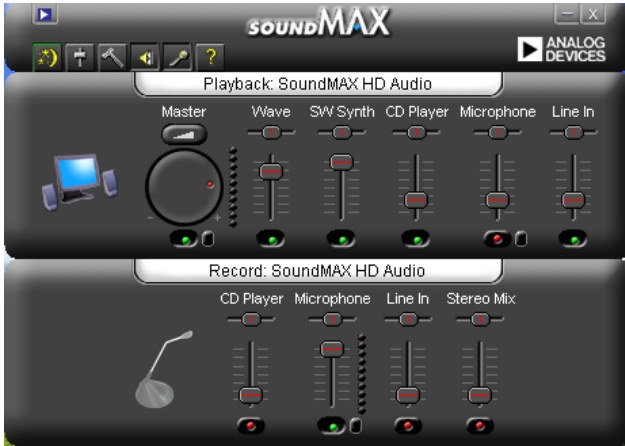 SOUNDMAX
ANALOG
DEVICES
?
Playback: SoundMAX HD Audio
Master Wave SW Synth CD Player Microphone Line In
- +
Record: SoundMAX HD Audio
CD Player Microphone Line In Stereo Mix